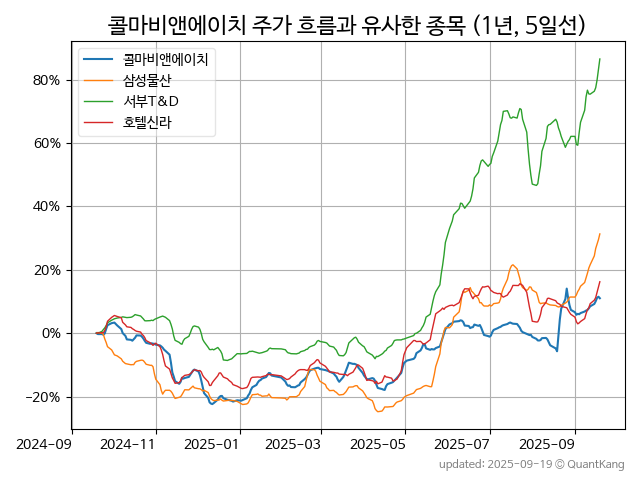 콜마비앤에이치 주가 흐름과 유사한 종목 (1년, 5일선)
콜마비앤에이치
삼성물산
서부T&D
호텔신라
80%
60%
40%
20%
0%
−20%
2024-09 2024-11 2025-01 2025-03 2025-05 2025-07 2025-09
updated: 2025-09-19 © QuantKang